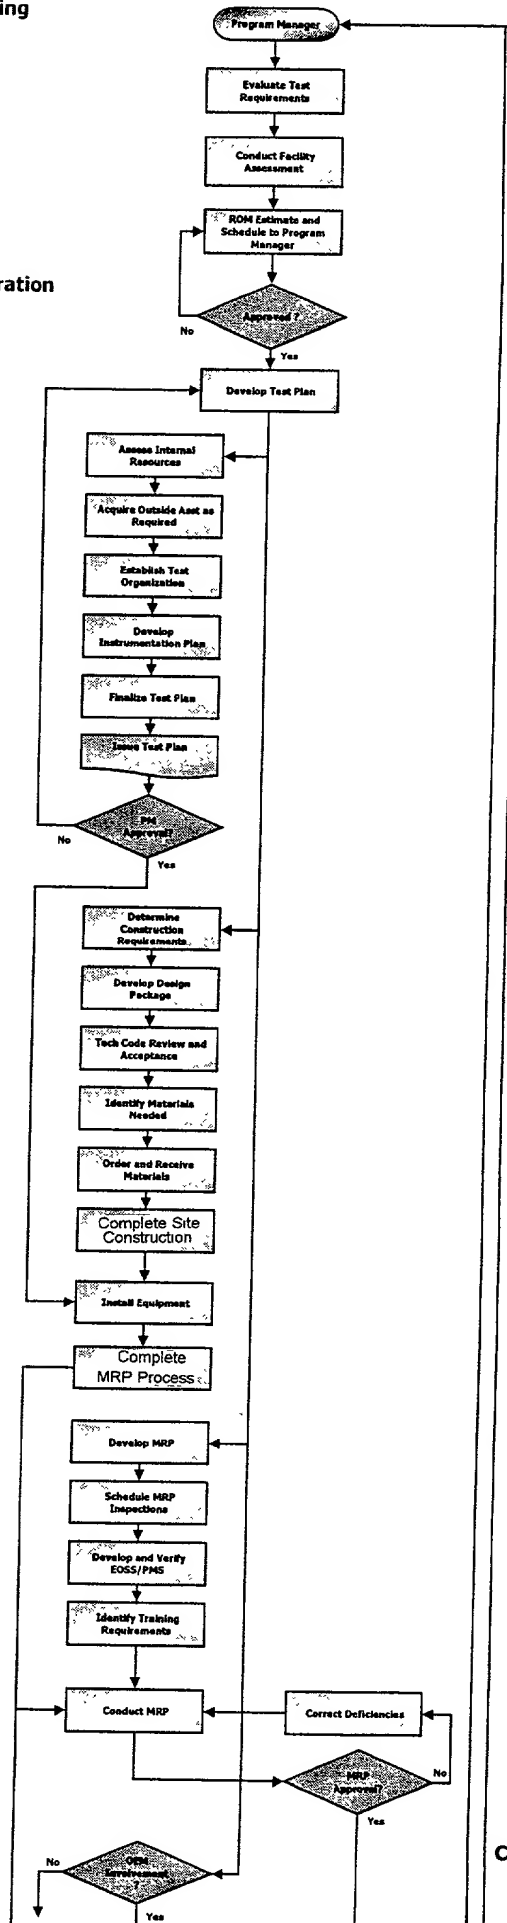 ing
Program Manager
Evaluate Test
Requirements
Conduct Facility
Assessment
ROM Estimate and
Schedule to Program
Manager
ration
Approved ?
No
Yes
Develop Test Plan
Assess Internal
Resources
Acquire Outside Asst as
Required
Establish Test
Organization
Develop
Instrumentation Plan
Finalize Test Plan
Issue Test Plan
PM
Approval?
No
Yes
Determine
Construction
Requirements
Develop Design
Package
Tech Code Review and
Acceptance
Identify Materials
Needed
Order and Receive
Materials
Complete Site
Construction
Install Equipment
Complete
MRP Process
Develop MRP
Schedule MRP
Inspections
Develop and Verify
EOSS/PMS
Identify Training
Requirements
Conduct MRP
Correct Deficiencies
MRP
Approval?
No
Yes
C
OEM
Involvement
?
No
Yes